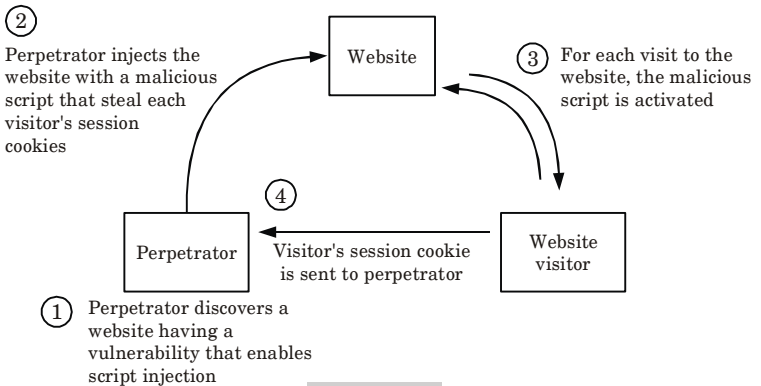 2
Perpetrator injects the
website with a malicious
script that steal each
visitor's session
cookies
Website
3
For each visit to the
website, the malicious
script is activated
4
Perpetrator
Visitor's session cookie
is sent to perpetrator
Website
visitor
1
Perpetrator discovers a
website having a
vulnerability that enables
script injection